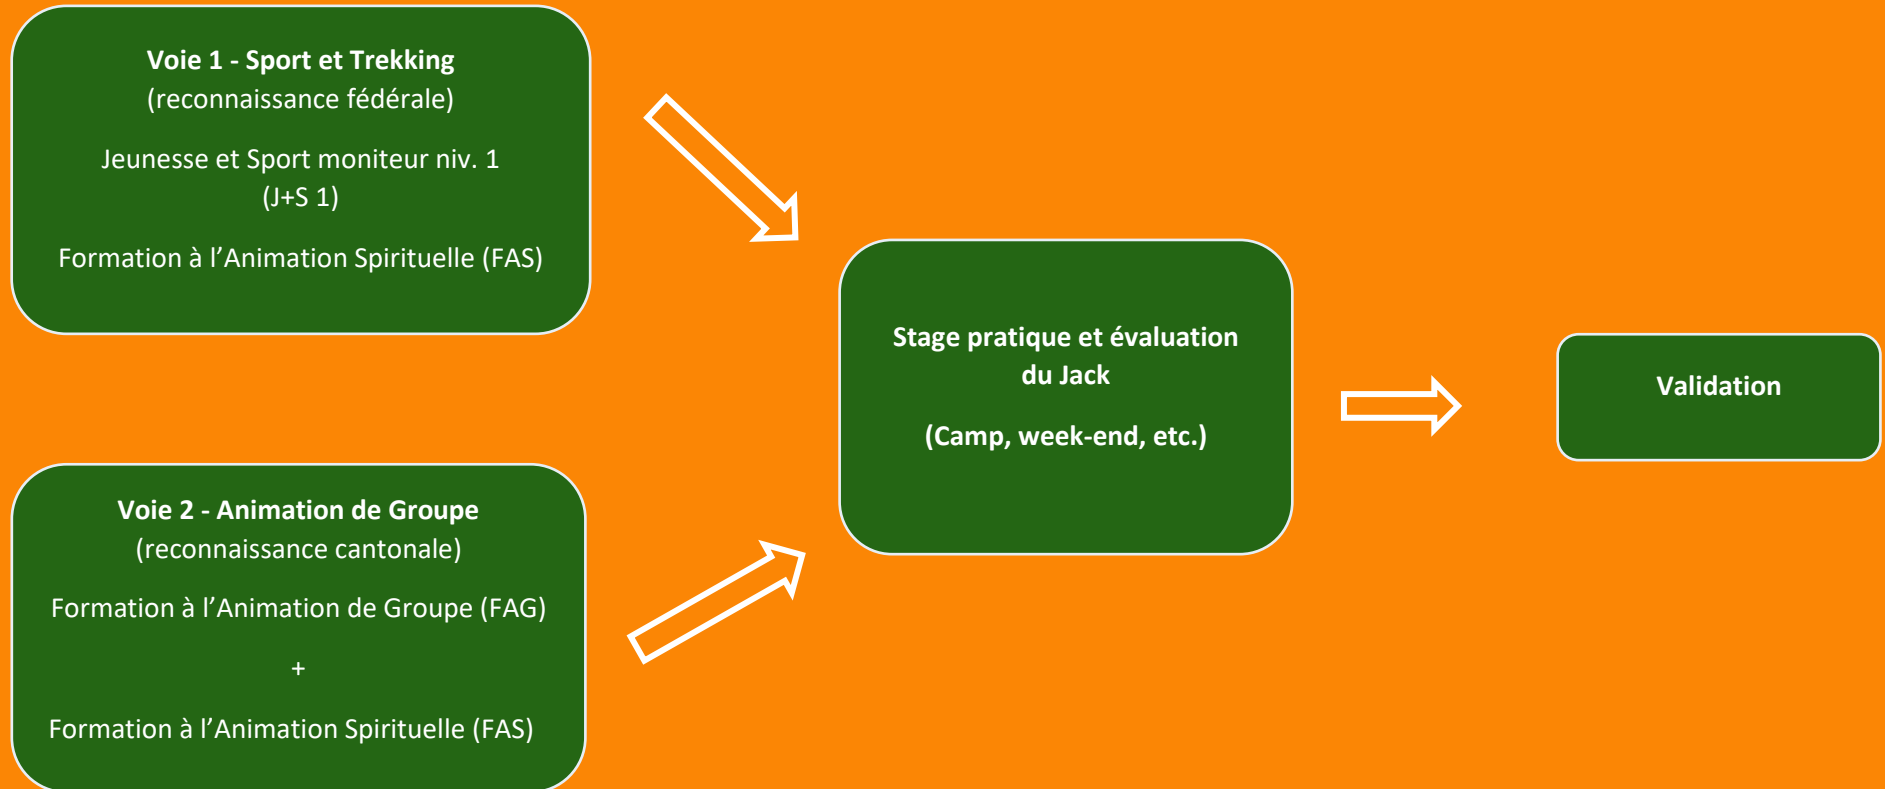 Voie 1 - Sport et Trekking
(reconnaissance fédérale)
Jeunesse et Sport moniteur niv. 1
(J+S 1)
Formation à l’Animation Spirituelle (FAS)
Voie 2 - Animation de Groupe
(reconnaissance cantonale)
Formation à l’Animation de Groupe (FAG)
+
Formation à l’Animation Spirituelle (FAS)
Stage pratique et évaluation
du Jack
(Camp, week-end, etc.)
Validation